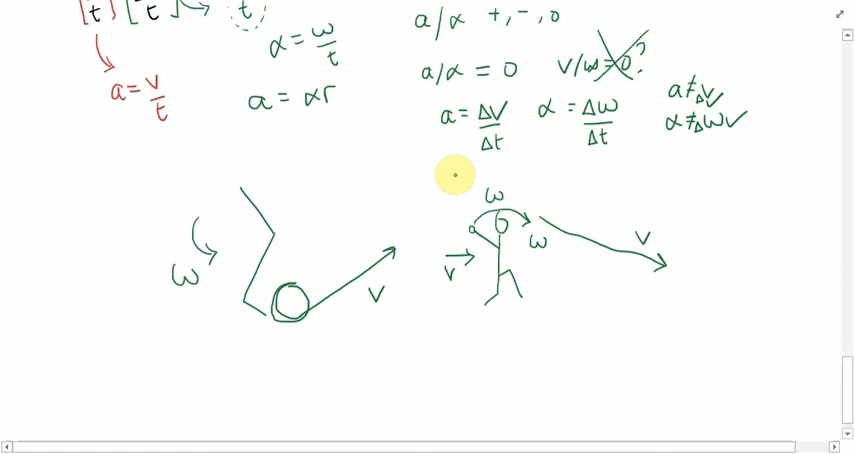 [t] [t]
t
α = ω/t
a = v/t
a = αr
a/α +, -, 0
a/α = 0 v/ω = 0?
a = Δv/Δt α = Δω/Δt
a ≠ Δv ✓
α ≠ Δω ✓
ω
v
ω
ω
v
v